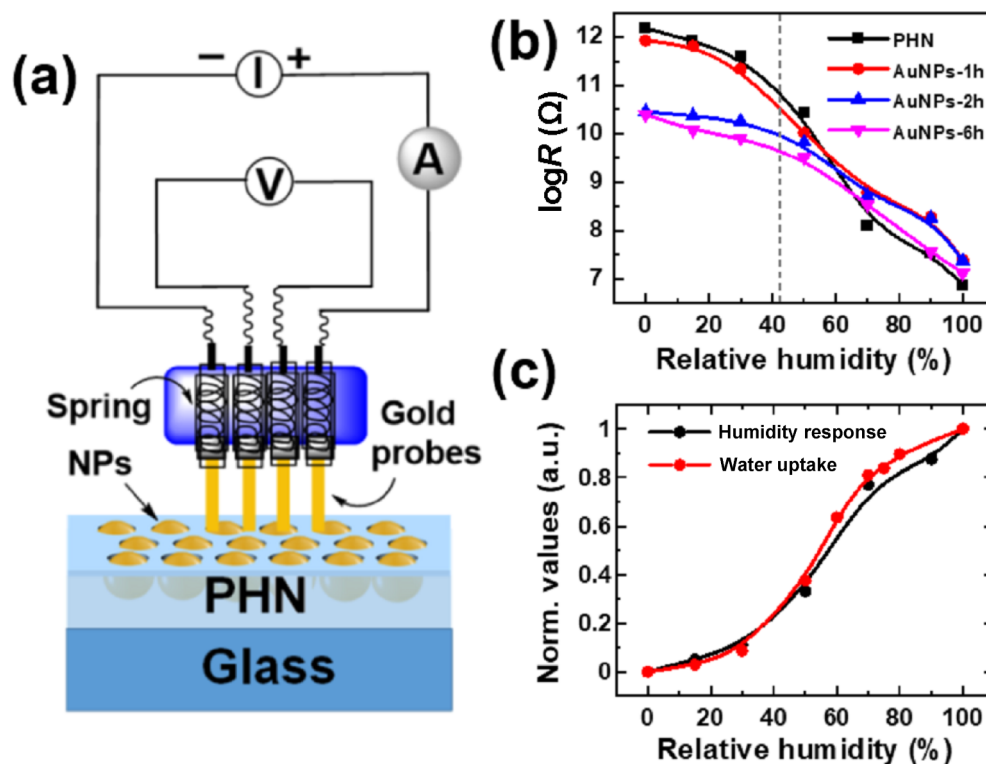 (a)
− I +
A
V
Spring
Gold
probes
NPs
PHN
Glass
(b)
PHN
AuNPs-1h
AuNPs-2h
AuNPs-6h
logR (Ω)
12
11
10
9
8
7
0 20 40 60 80 100
Relative humidity (%)
(c)
Humidity response
Water uptake
Norm. values (a.u.)
1
0.8
0.6
0.4
0.2
0
0 20 40 60 80 100
Relative humidity (%)